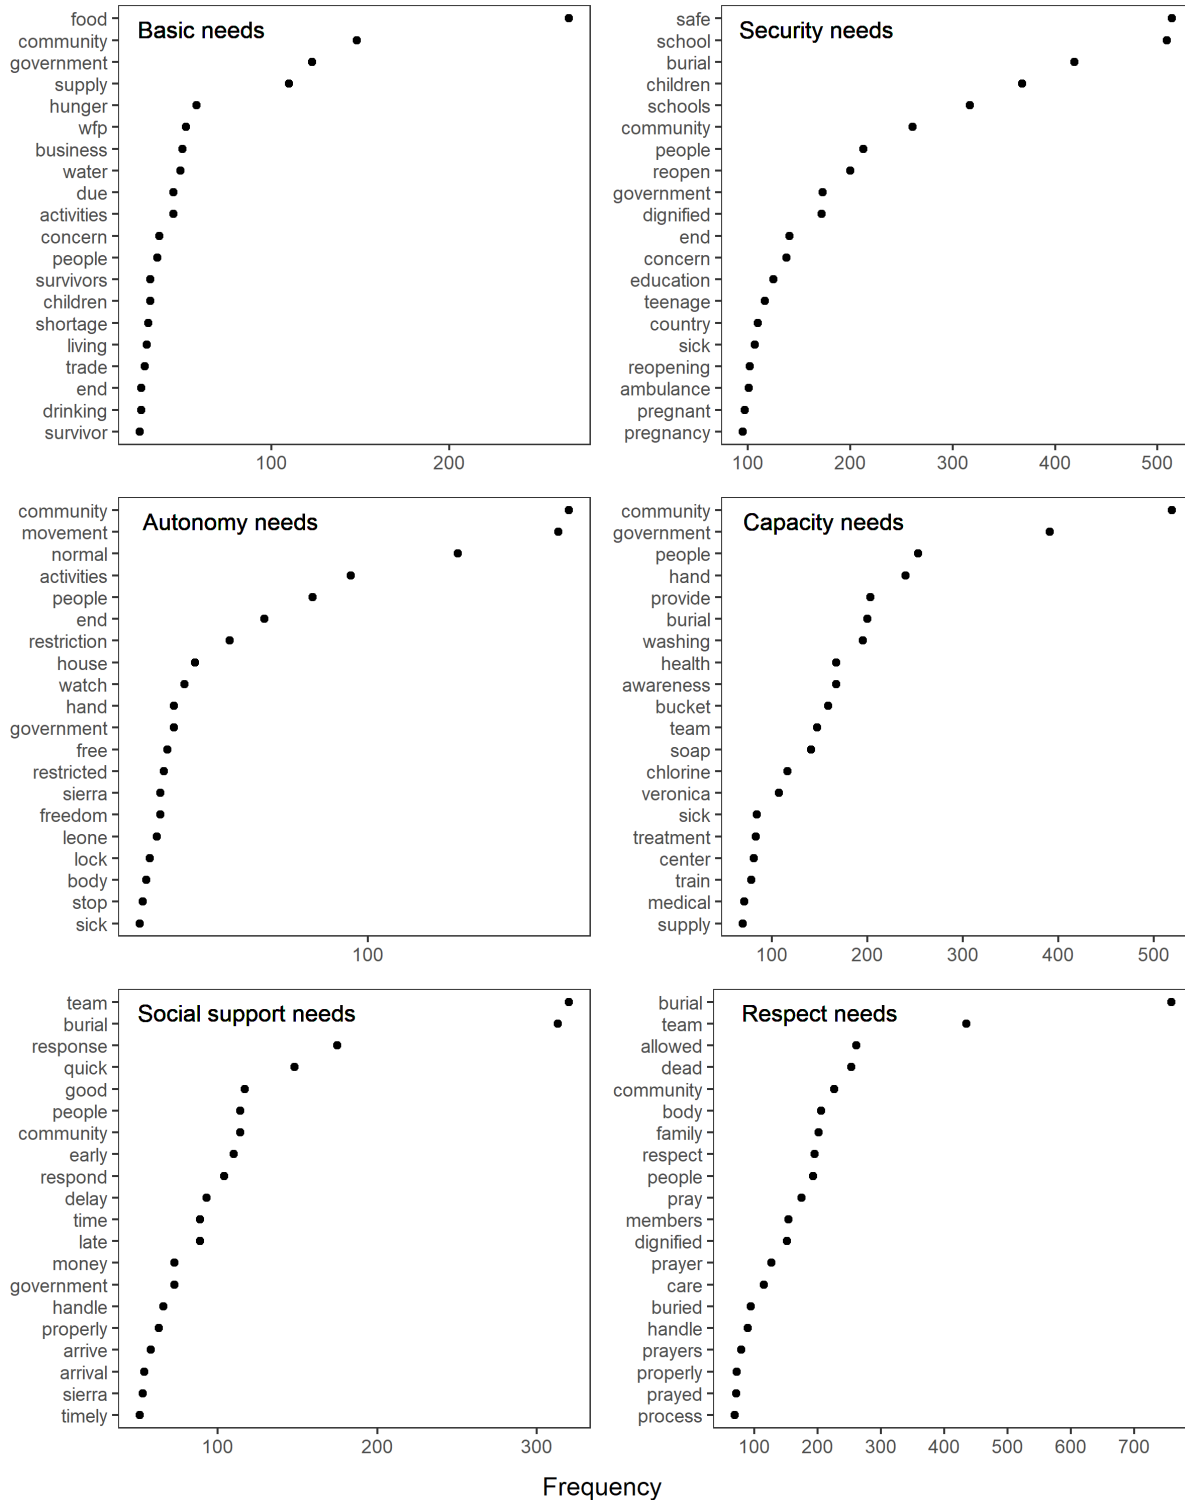 Basic needs
food
community
government
supply
hunger
wfp
business
water
due
activities
concern
people
survivors
children
shortage
living
trade
end
drinking
survivor
100 200
Security needs
safe
school
burial
children
schools
community
people
reopen
government
dignified
end
concern
education
teenage
country
sick
reopening
ambulance
pregnant
pregnancy
100 200 300 400 500
Autonomy needs
community
movement
normal
activities
people
end
restriction
house
watch
hand
government
free
restricted
sierra
freedom
leone
lock
body
stop
sick
100
Capacity needs
community
government
people
hand
provide
burial
washing
health
awareness
bucket
team
soap
chlorine
veronica
sick
treatment
center
train
medical
supply
100 200 300 400 500
Social support needs
team
burial
response
quick
good
people
community
early
respond
delay
time
late
money
government
handle
properly
arrive
arrival
sierra
timely
100 200 300
Respect needs
burial
team
allowed
dead
community
body
family
respect
people
pray
members
dignified
prayer
care
buried
handle
prayers
properly
prayed
process
100 200 300 400 500 600 700
Frequency